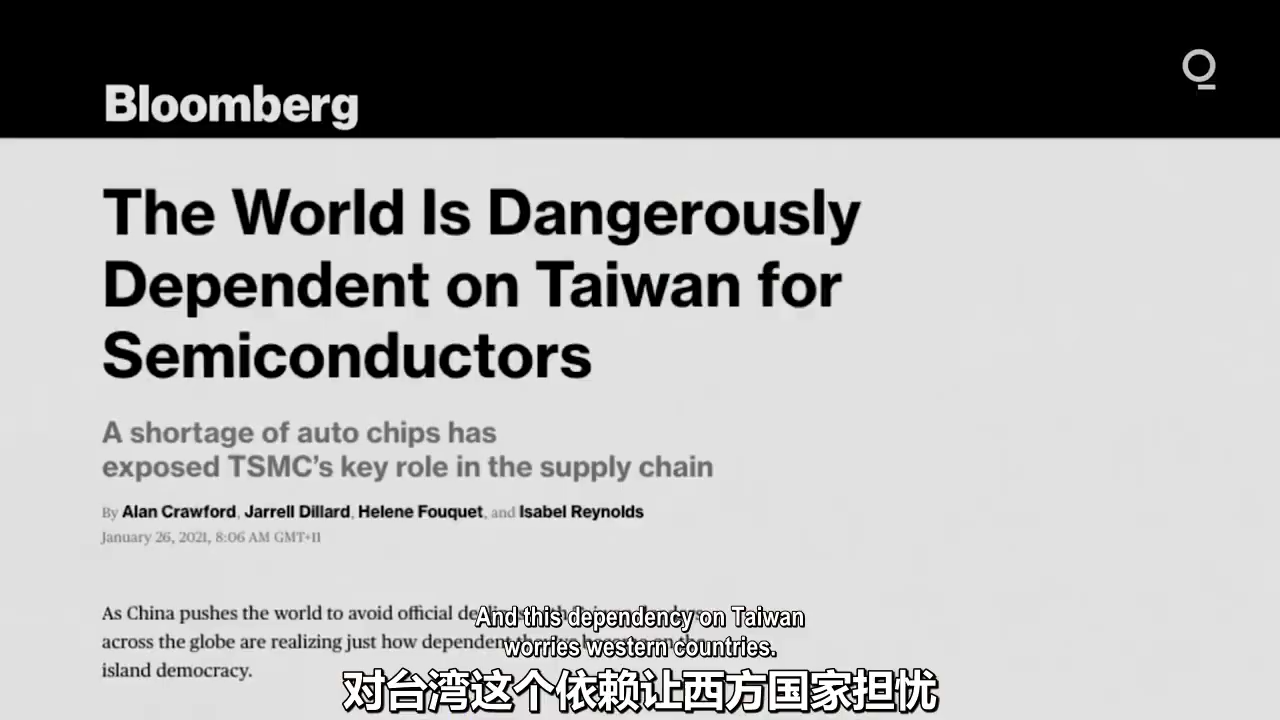 Bloomberg
The World Is Dangerously
Dependent on Taiwan for
Semiconductors
A shortage of auto chips has
exposed TSMC's key role in the supply chain
By Alan Crawford, Jarrell Dillard, Helene Fouquet, and Isabel Reynolds
January 26, 2021, 8:06 AM GMT+11
As China pushes the world to avoid official
across the globe are realizing just how dependent
island democracy.
And this dependency on Taiwan
worries western countries.
对台湾这个依赖让西方国家担忧